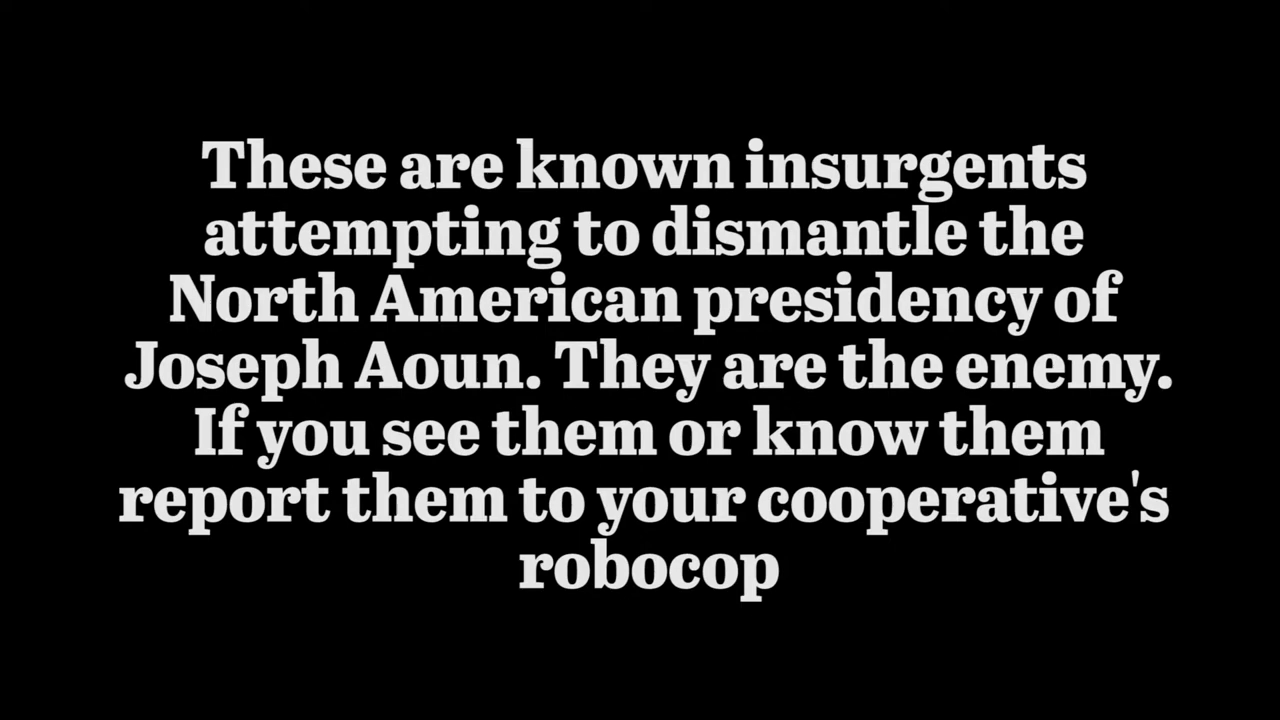 These are known insurgents
attempting to dismantle the
North American presidency of
Joseph Aoun. They are the enemy.
If you see them or know them
report them to your cooperative's
robocop